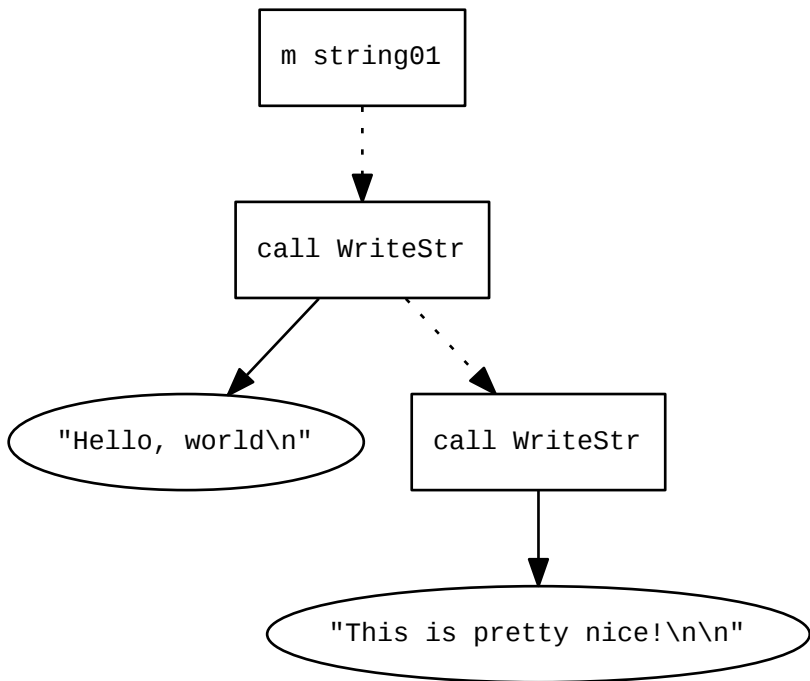 m string01
call WriteStr
"Hello, world\n"
call WriteStr
"This is pretty nice!\n\n"